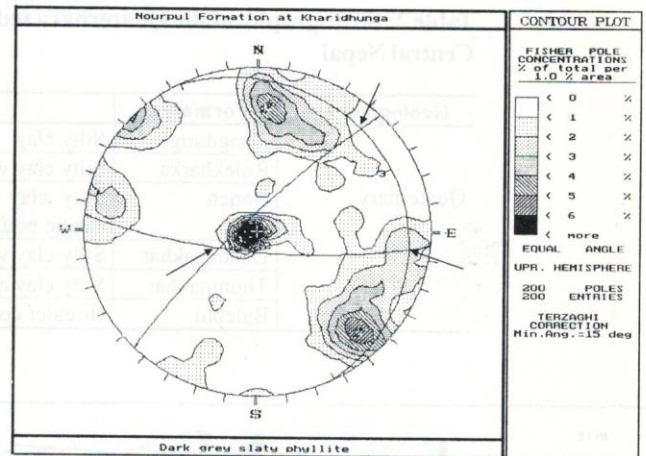 Nourpul Formation at Kharidhunga
N
W
E
S
Dark grey slaty phyllite
CONTOUR PLOT
FISHER POLE
CONCENTRATIONS
% of total per
1.0 % area
< 0 %
< 1 %
< 2 %
< 3 %
< 4 %
< 5 %
< 6 %
< more
EQUAL ANGLE
UPR. HEMISPHERE
200 POLES
200 ENTRIES
TERZAGHI
CORRECTION
Min.Ang.=15 deg